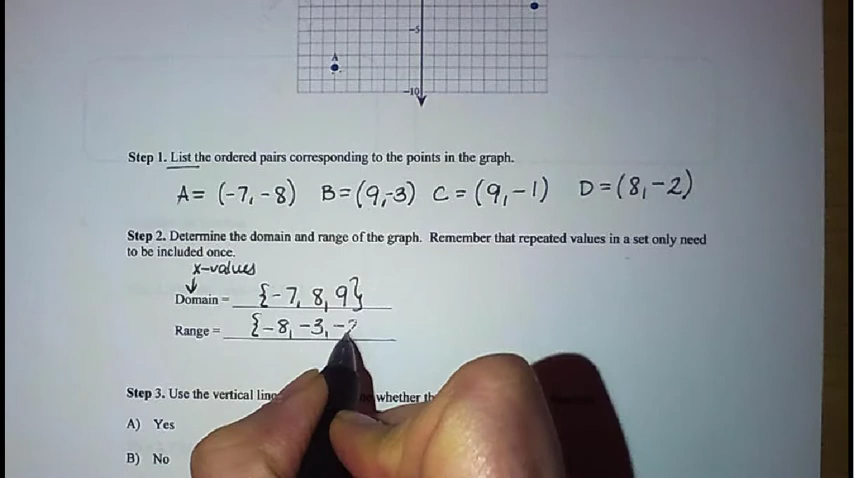 -5
A
-10
Step 1. List the ordered pairs corresponding to the points in the graph.
A = (-7, -8) B = (9,-3) C = (9, -1) D = (8, -2)
Step 2. Determine the domain and range of the graph. Remember that repeated values in a set only need
to be included once.
x-values
Domain = {-7, 8, 9}
Range = {-8, -3, -2
Step 3. Use the vertical whether
A) Yes
B) No